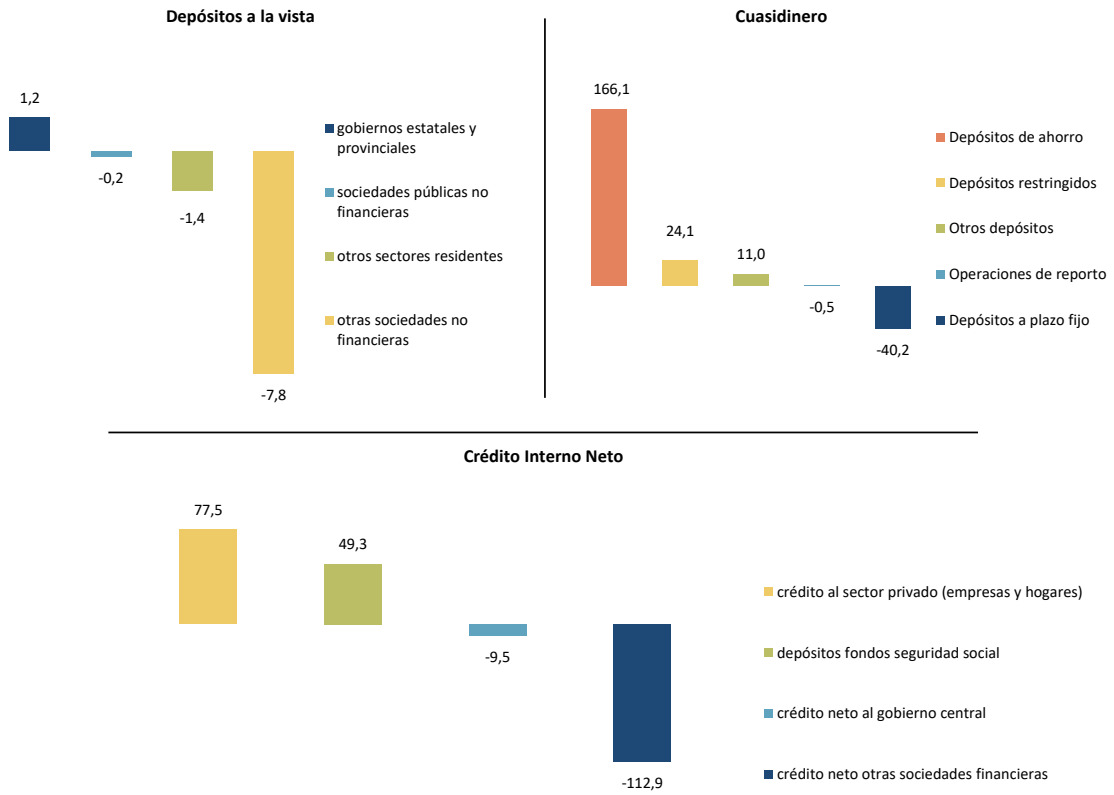 Depósitos a la vista
1,2
-0,2
-1,4
-7,8
gobiernos estatales y
provinciales
sociedades públicas no
financieras
otros sectores residentes
otras sociedades no
financieras
Cuasidinero
166,1
24,1
11,0
-0,5
-40,2
Depósitos de ahorro
Depósitos restringidos
Otros depósitos
Operaciones de reporto
Depósitos a plazo fijo
Crédito Interno Neto
77,5
49,3
-9,5
-112,9
crédito al sector privado (empresas y hogares)
depósitos fondos seguridad social
crédito neto al gobierno central
crédito neto otras sociedades financieras